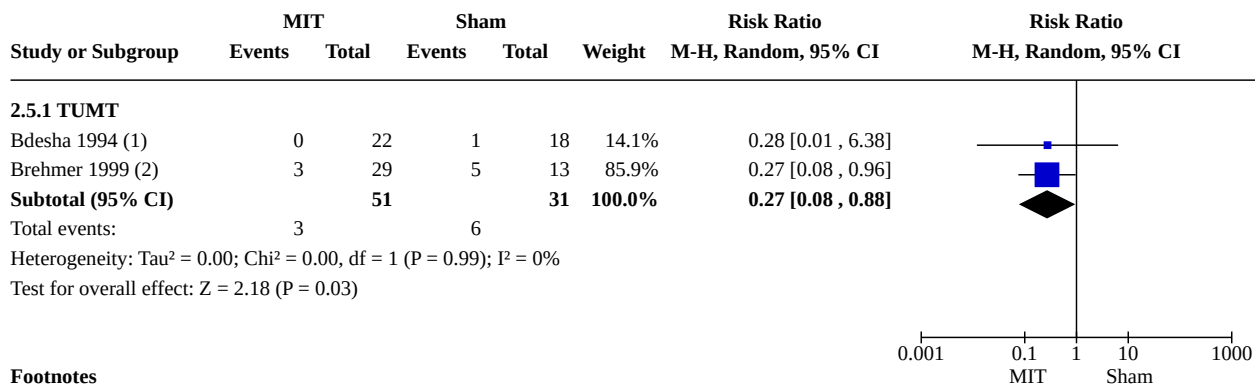 MIT Sham Risk Ratio Risk Ratio
Study or Subgroup Events Total Events Total Weight M-H, Random, 95% CI M-H, Random, 95% CI
2.5.1 TUMT
Bdesha 1994 (1) 0 22 1 18 14.1% 0.28 [0.01 , 6.38]
Brehmer 1999 (2) 3 29 5 13 85.9% 0.27 [0.08 , 0.96]
Subtotal (95% CI) 51 31 100.0% 0.27 [0.08 , 0.88]
Total events: 3 6
Heterogeneity: Tau² = 0.00; Chi² = 0.00, df = 1 (P = 0.99); I² = 0%
Test for overall effect: Z = 2.18 (P = 0.03)
0.001 0.1 1 10 1000
Footnotes MIT Sham